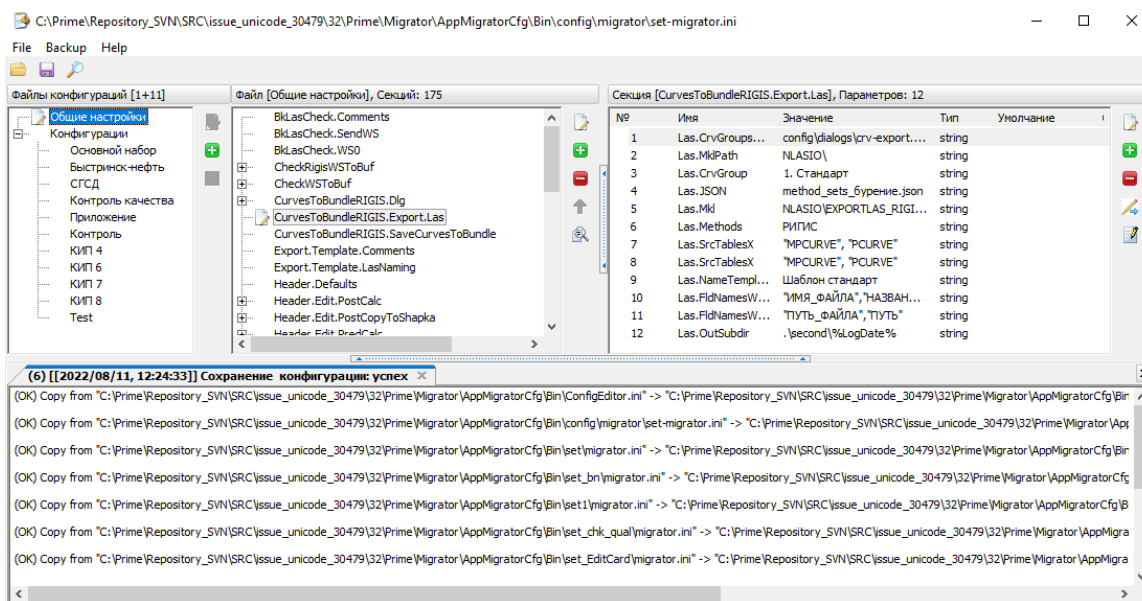 C:\Prime\Repository_SVN\SRC\issue_unicode_30479\32\Prime\Migrator\AppMigratorCfg\Bin\config\migrator\set-migrator.ini
File Backup Help
Файлы конфигураций [1+11]
Общие настройки
Конфигурации
Основной набор
Быстринск-нефть
СГСД
Контроль качества
Приложение
Контроль
КИП 4
КИП 6
КИП 7
КИП 8
Test
Файл [Общие настройки], Секций: 175
BkLasCheck.Comments
BkLasCheck.SendWS
BkLasCheck.WS0
CheckRigisWSToBuf
CheckWSToBuf
CurvesToBundleRIGIS.Dlg
CurvesToBundleRIGIS.Export.Las
CurvesToBundleRIGIS.SaveCurvesToBundle
Export.Template.Comments
Export.Template.LasNaming
Header.Defaults
Header.Edit.PostCalc
Header.Edit.PostCopyToShapka
Header.Edit.PredCalc
Секция [CurvesToBundleRIGIS.Export.Las], Параметров: 12
№ Имя Значение Тип Умолчание
1 Las.CrvGroups... config\dialogs\crv-export.... string
2 Las.MklPath NLASIO\ string
3 Las.CrvGroup 1. Стандарт string
4 Las.JSON method_sets_бурение.json string
5 Las.Mkl NLASIO\EXPORTLAS_RIGI... string
6 Las.Methods РИГИС string
7 Las.SrcTablesX "MPCURVE", "PCURVE" string
8 Las.SrcTablesX "MPCURVE", "PCURVE" string
9 Las.NameTempl... Шаблон стандарт string
10 Las.FldNamesW... "ИМЯ_ФАЙЛА","НАЗВАН... string
11 Las.FldNamesW... "ПУТЬ_ФАЙЛА","ПУТЬ" string
12 Las.OutSubdir .\second\%LogDate% string
(6) [[2022/08/11, 12:24:33]] Сохранение конфигурации: успех
(OK) Copy from "C:\Prime\Repository_SVN\SRC\issue_unicode_30479\32\Prime\Migrator\AppMigratorCfg\Bin\ConfigEditor.ini" -> "C:\Prime\Repository_SVN\SRC\issue_unicode_30479\32\Prime\Migrator\AppMigratorCfg\Bin
(OK) Copy from "C:\Prime\Repository_SVN\SRC\issue_unicode_30479\32\Prime\Migrator\AppMigratorCfg\Bin\config\migrator\set-migrator.ini" -> "C:\Prime\Repository_SVN\SRC\issue_unicode_30479\32\Prime\Migrator\App
(OK) Copy from "C:\Prime\Repository_SVN\SRC\issue_unicode_30479\32\Prime\Migrator\AppMigratorCfg\Bin\set\migrator.ini" -> "C:\Prime\Repository_SVN\SRC\issue_unicode_30479\32\Prime\Migrator\AppMigratorCfg\Bin
(OK) Copy from "C:\Prime\Repository_SVN\SRC\issue_unicode_30479\32\Prime\Migrator\AppMigratorCfg\Bin\set_bn\migrator.ini" -> "C:\Prime\Repository_SVN\SRC\issue_unicode_30479\32\Prime\Migrator\AppMigratorCfg
(OK) Copy from "C:\Prime\Repository_SVN\SRC\issue_unicode_30479\32\Prime\Migrator\AppMigratorCfg\Bin\set1\migrator.ini" -> "C:\Prime\Repository_SVN\SRC\issue_unicode_30479\32\Prime\Migrator\AppMigratorCfg\B
(OK) Copy from "C:\Prime\Repository_SVN\SRC\issue_unicode_30479\32\Prime\Migrator\AppMigratorCfg\Bin\set_chk_qual\migrator.ini" -> "C:\Prime\Repository_SVN\SRC\issue_unicode_30479\32\Prime\Migrator\AppMigra
(OK) Copy from "C:\Prime\Repository_SVN\SRC\issue_unicode_30479\32\Prime\Migrator\AppMigratorCfg\Bin\set_EditCard\migrator.ini" -> "C:\Prime\Repository_SVN\SRC\issue_unicode_30479\32\Prime\Migrator\AppMigra